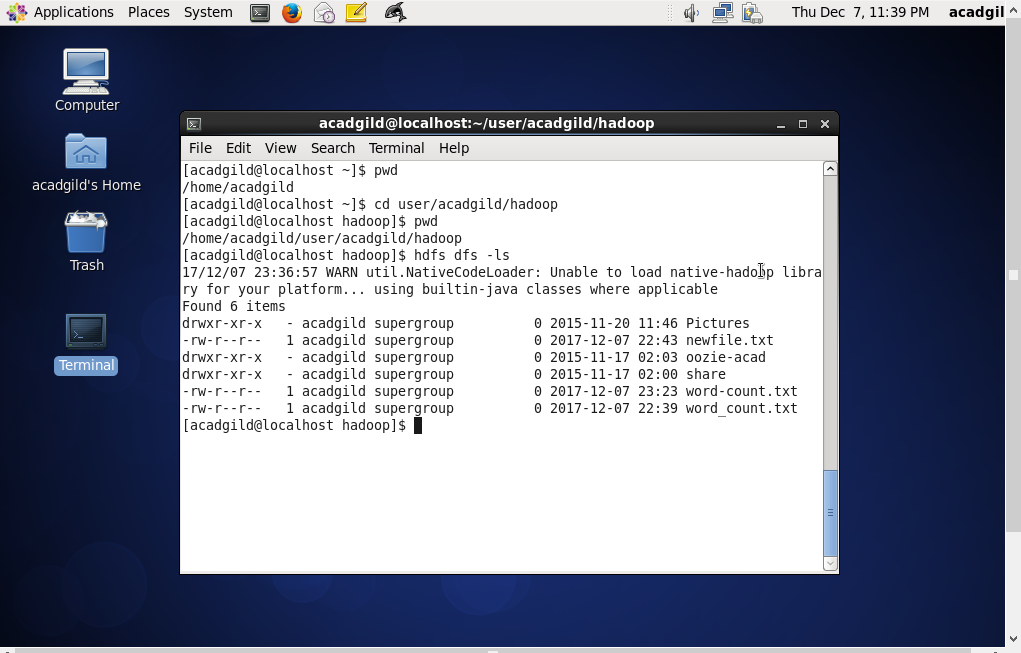 Applications Places System
Thu Dec 7, 11:39 PM acadgil
Computer
acadgild's Home
Trash
Terminal
acadgild@localhost:~/user/acadgild/hadoop
File Edit View Search Terminal Help
[acadgild@localhost ~]$ pwd
/home/acadgild
[acadgild@localhost ~]$ cd user/acadgild/hadoop
[acadgild@localhost hadoop]$ pwd
/home/acadgild/user/acadgild/hadoop
[acadgild@localhost hadoop]$ hdfs dfs -ls
17/12/07 23:36:57 WARN util.NativeCodeLoader: Unable to load native-hadoop libra
ry for your platform... using builtin-java classes where applicable
Found 6 items
drwxr-xr-x   - acadgild supergroup          0 2015-11-20 11:46 Pictures
-rw-r--r--   1 acadgild supergroup          0 2017-12-07 22:43 newfile.txt
drwxr-xr-x   - acadgild supergroup          0 2015-11-17 02:03 oozie-acad
drwxr-xr-x   - acadgild supergroup          0 2015-11-17 02:00 share
-rw-r--r--   1 acadgild supergroup          0 2017-12-07 23:23 word-count.txt
-rw-r--r--   1 acadgild supergroup          0 2017-12-07 22:39 word_count.txt
[acadgild@localhost hadoop]$